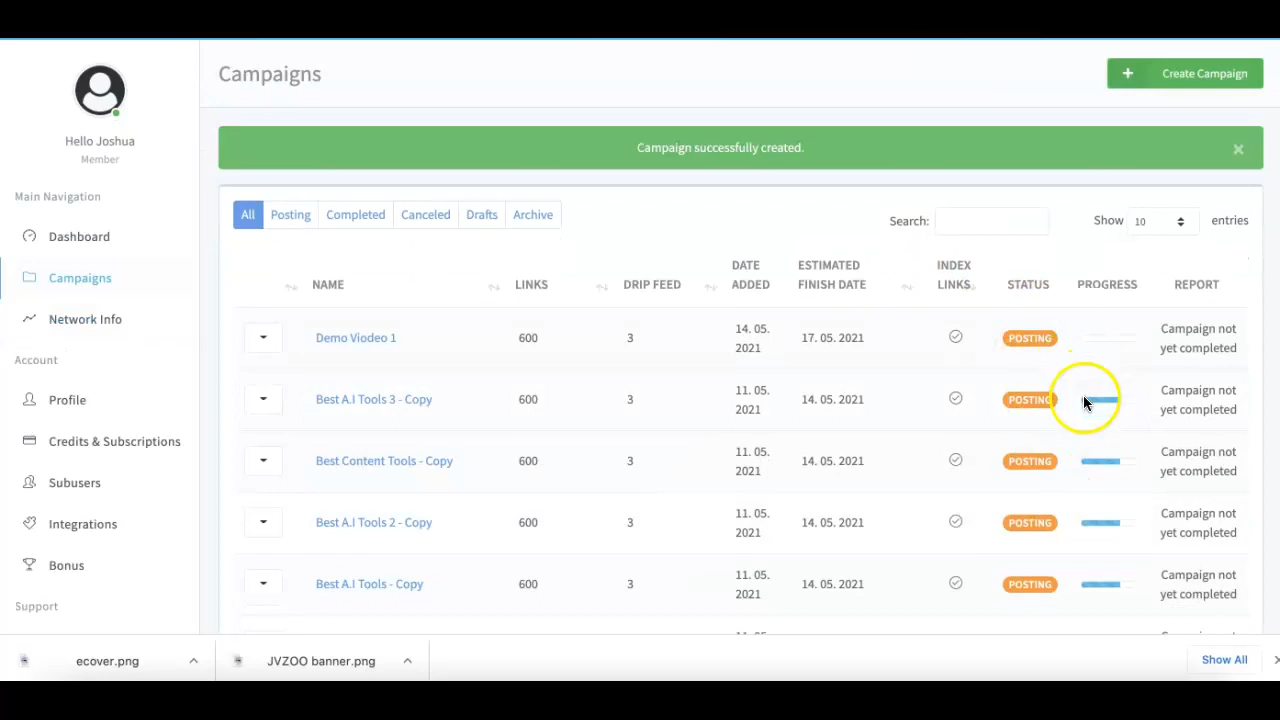 Campaigns
+ Create Campaign
Hello Joshua
Member
Campaign successfully created.
×
Main Navigation
Dashboard
Campaigns
Network Info
Account
Profile
Credits & Subscriptions
Subusers
Integrations
Bonus
Support
All Posting Completed Canceled Drafts Archive
Search:
Show 10 entries
NAME LINKS DRIP FEED DATE ADDED ESTIMATED FINISH DATE INDEX LINKS STATUS PROGRESS REPORT
Demo Viodeo 1 600 3 14. 05. 2021 17. 05. 2021 POSTING Campaign not yet completed
Best A.I Tools 3 - Copy 600 3 11. 05. 2021 14. 05. 2021 POSTING Campaign not yet completed
Best Content Tools - Copy 600 3 11. 05. 2021 14. 05. 2021 POSTING Campaign not yet completed
Best A.I Tools 2 - Copy 600 3 11. 05. 2021 14. 05. 2021 POSTING Campaign not yet completed
Best A.I Tools - Copy 600 3 11. 05. 2021 14. 05. 2021 POSTING Campaign not yet completed
ecover.png
JVZOO banner.png
Show All